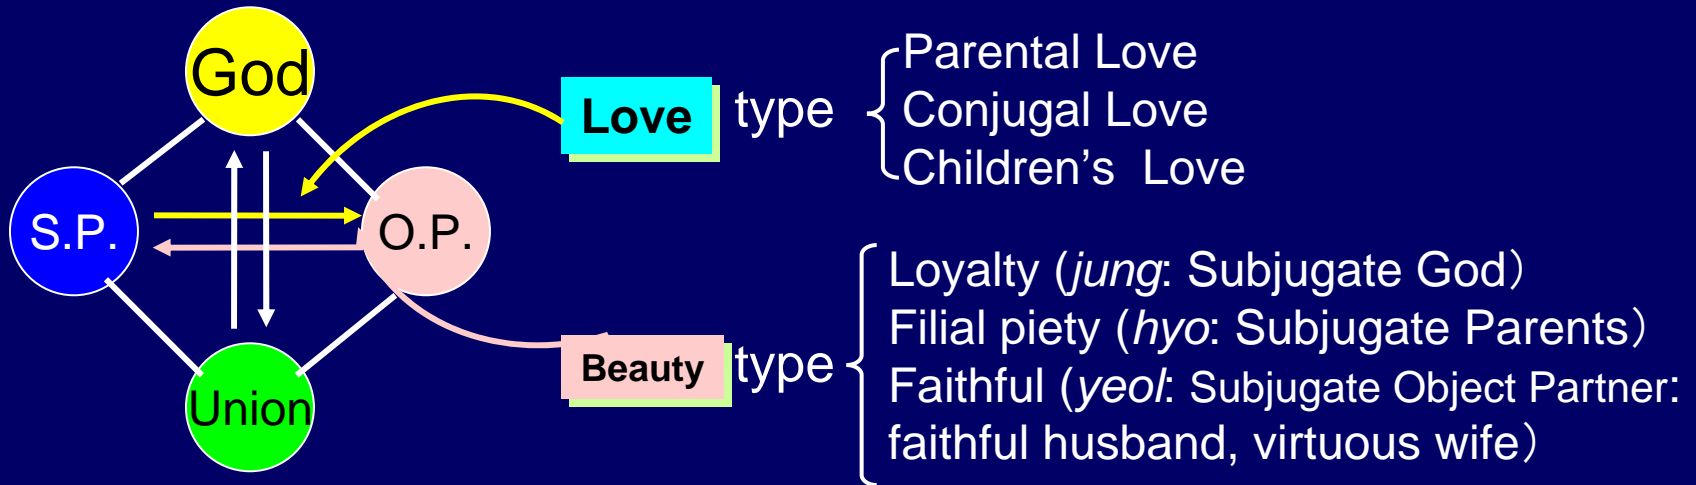 God
S.P.
O.P.
Union
Love type
Parental Love
Conjugal Love
Children’s Love
Beauty type
Loyalty (jung: Subjugate God）
Filial piety (hyo: Subjugate Parents）
Faithful (yeol: Subjugate Object Partner:
faithful husband, virtuous wife）